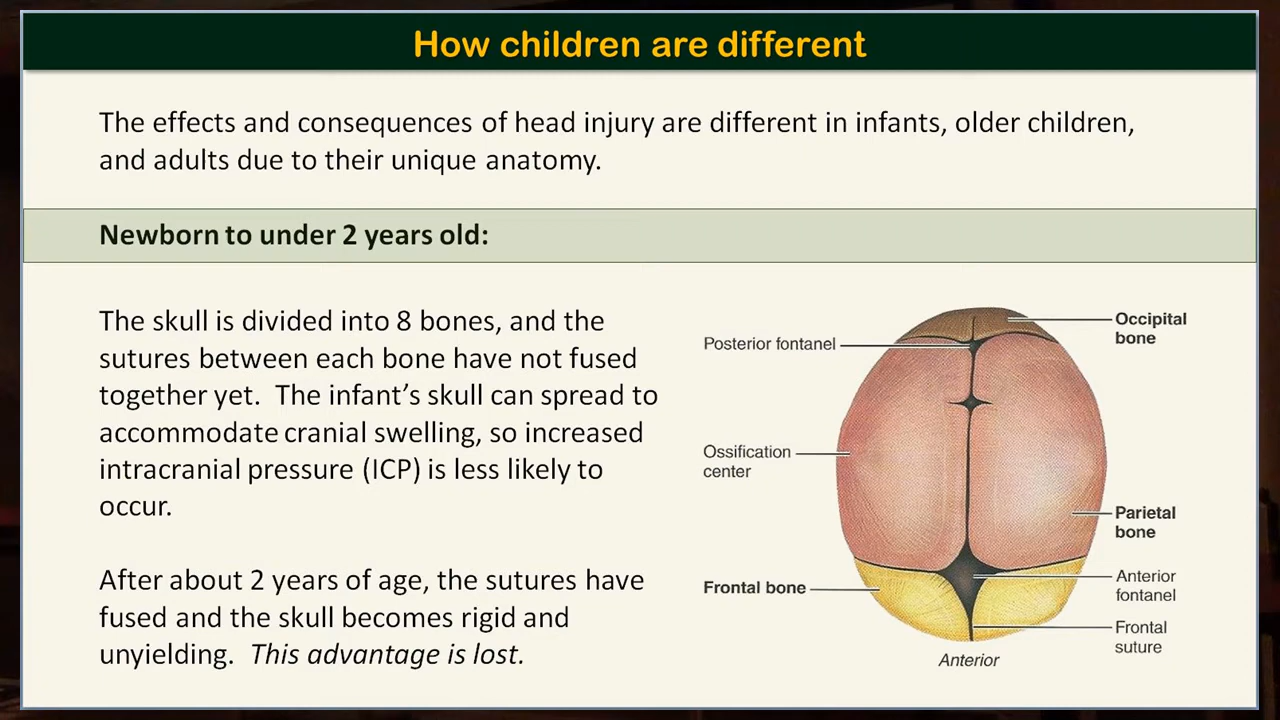 How children are different
The effects and consequences of head injury are different in infants, older children,
and adults due to their unique anatomy.
Newborn to under 2 years old:
The skull is divided into 8 bones, and the
sutures between each bone have not fused
together yet.  The infant’s skull can spread to
accommodate cranial swelling, so increased
intracranial pressure (ICP) is less likely to
occur.
After about 2 years of age, the sutures have
fused and the skull becomes rigid and
unyielding.  This advantage is lost.
Occipital
bone
Posterior fontanel
Ossification
center
Parietal
bone
Frontal bone
Anterior
fontanel
Frontal
suture
Anterior